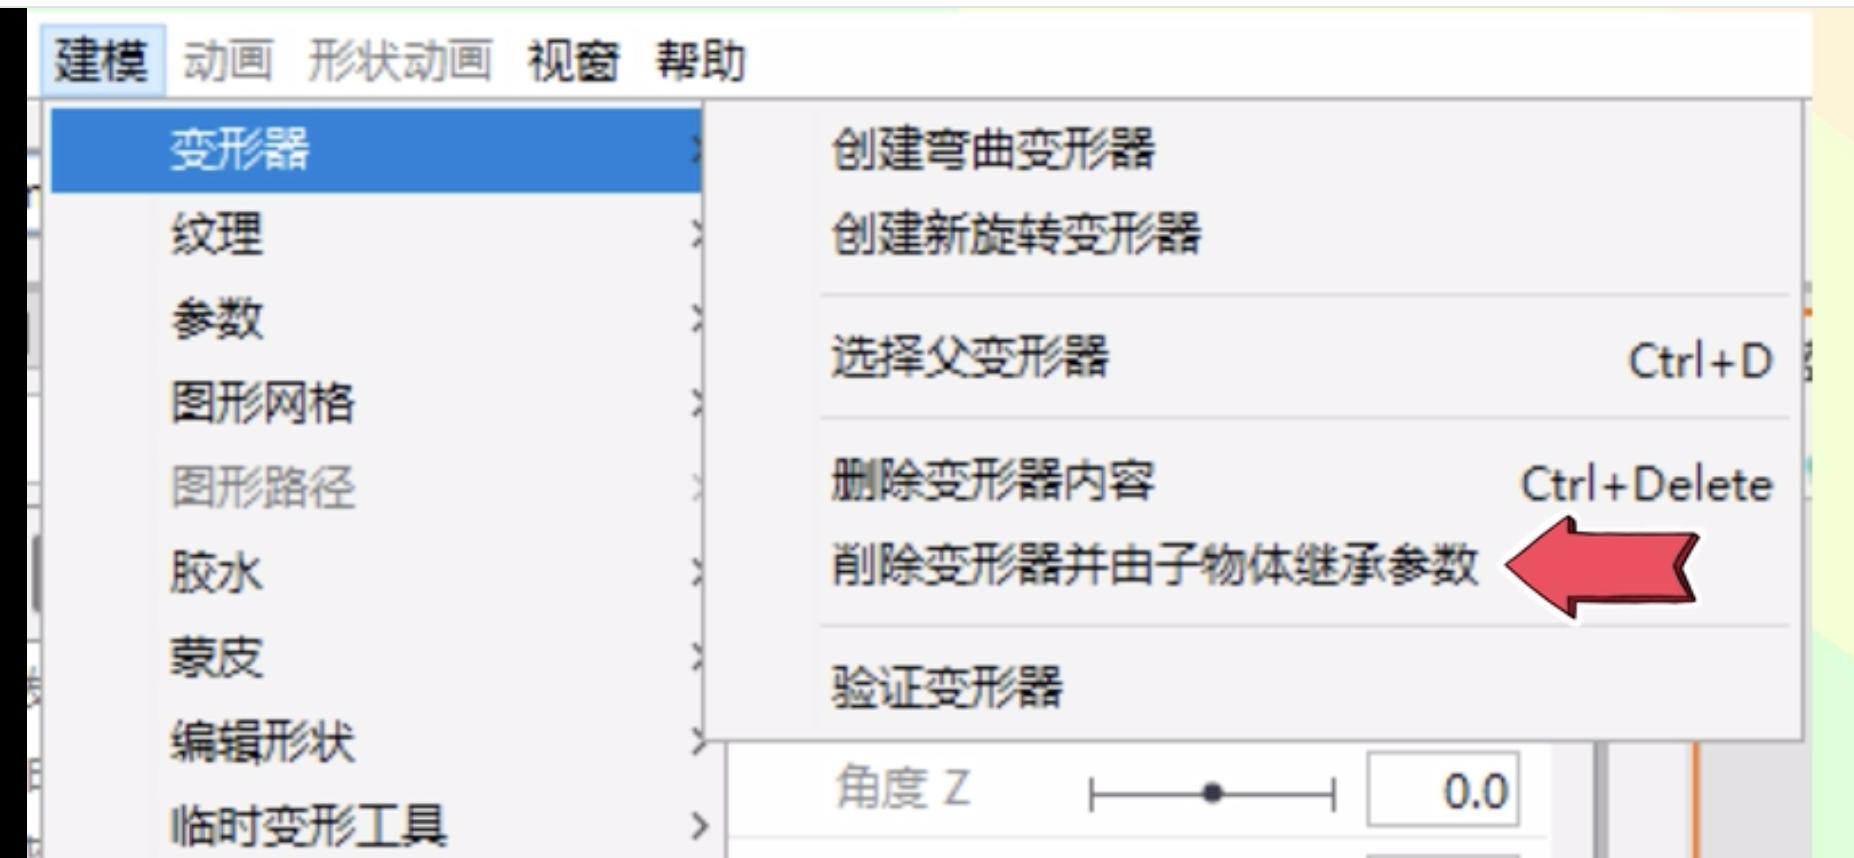 建模 动画 形状动画 视窗 帮助
变形器
纹理
参数
图形网格
图形路径
胶水
蒙皮
编辑形状
临时变形工具
创建弯曲变形器
创建新旋转变形器
选择父变形器 Ctrl+D
删除变形器内容 Ctrl+Delete
削除变形器并由子物体继承参数
验证变形器
角度 Z 0.0